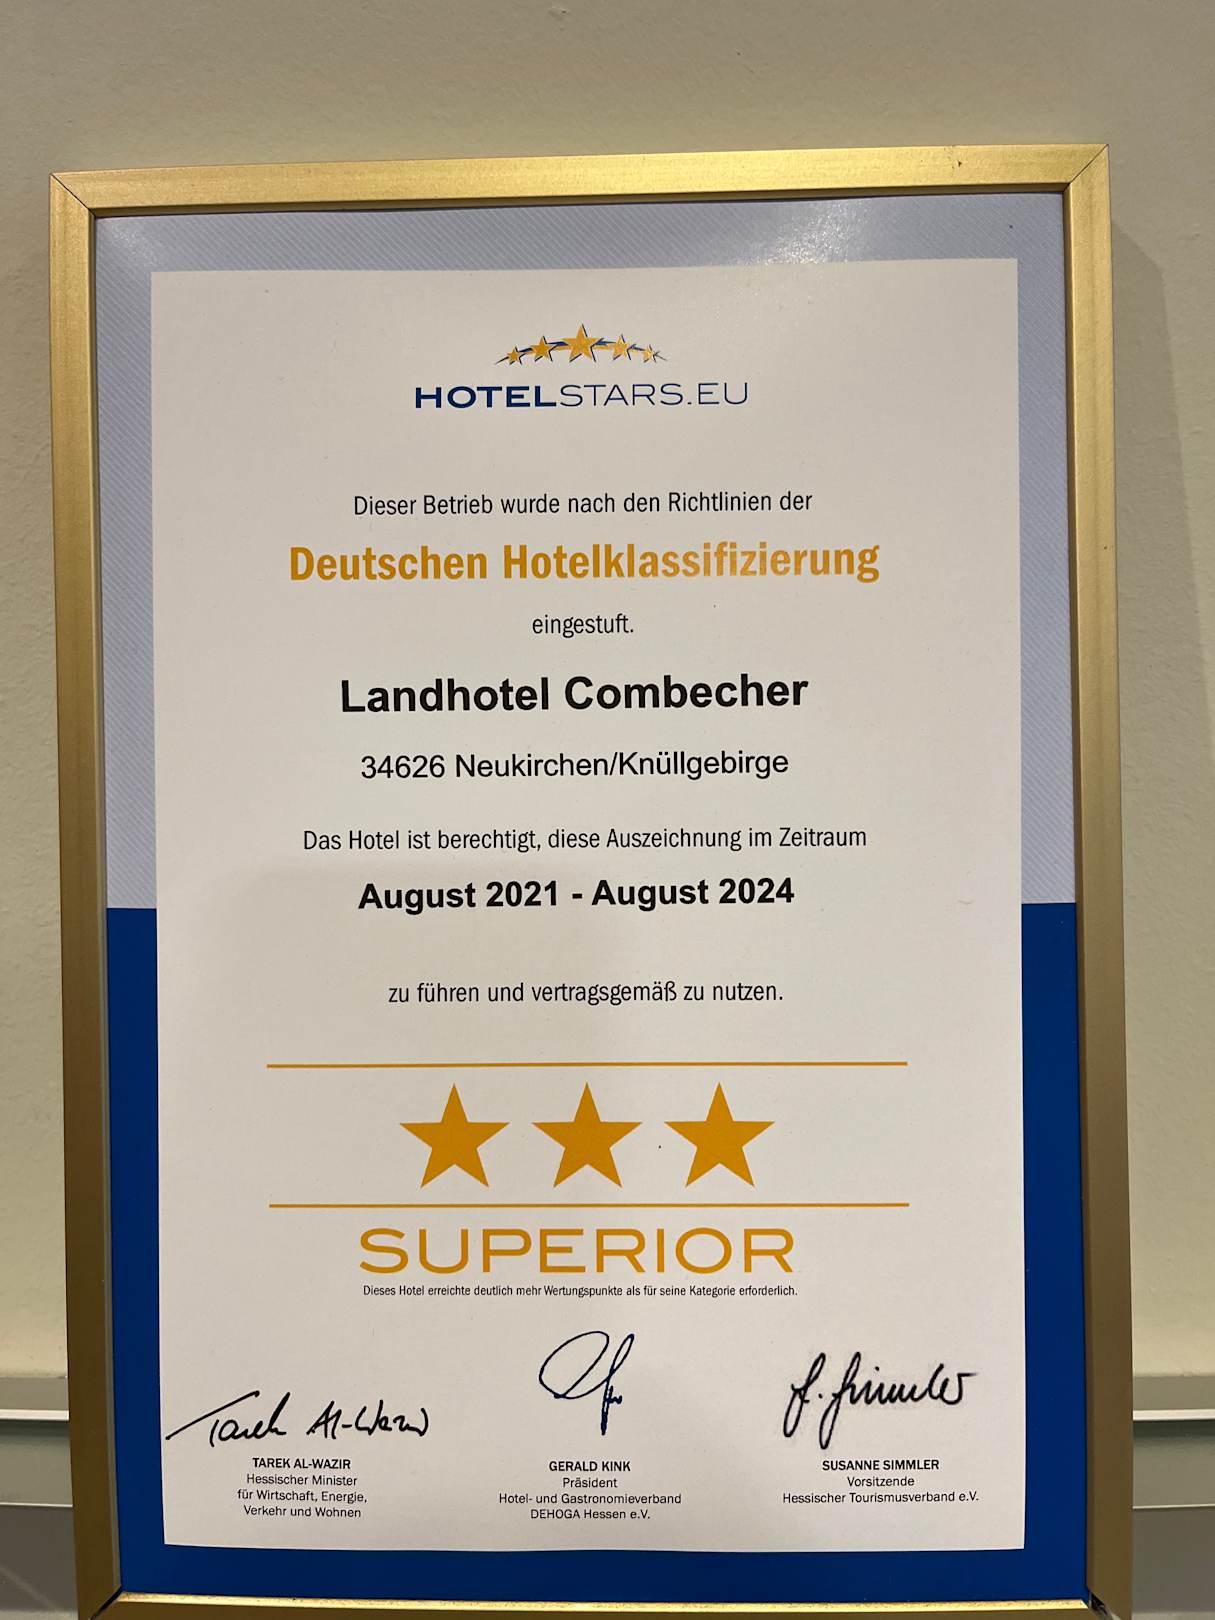 HOTELSTARS.EU
Dieser Betrieb wurde nach den Richtlinien der
Deutschen Hotelklassifizierung
eingestuft.
Landhotel Combecher
34626 Neukirchen/Knüllgebirge
Das Hotel ist berechtigt, diese Auszeichnung im Zeitraum
August 2021 - August 2024
zu führen und vertragsgemäß zu nutzen.
SUPERIOR
Dieses Hotel erreichte deutlich mehr Wertungspunkte als für seine Kategorie erforderlich.
Tarek Al-Wazir
TAREK AL-WAZIR
Hessischer Minister
für Wirtschaft, Energie,
Verkehr und Wohnen
GERALD KINK
Präsident
Hotel- und Gastronomieverband
DEHOGA Hessen e.V.
SUSANNE SIMMLER
Vorsitzende
Hessischer Tourismusverband e.V.